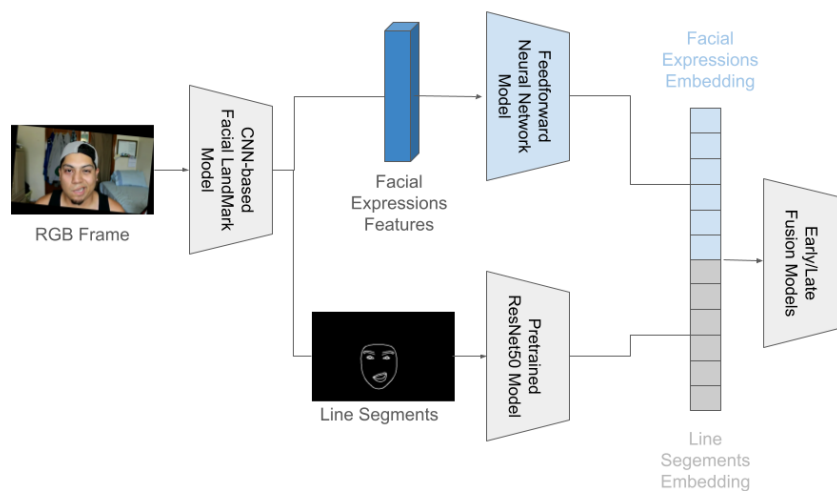 RGB Frame
CNN-based
Facial LandMark
Model
Facial
Expressions
Features
Feedforward
Neural Network
Model
Line Segments
Pretrained
ResNet50 Model
Facial
Expressions
Embedding
Line
Segements
Embedding
Early/Late
Fusion Models